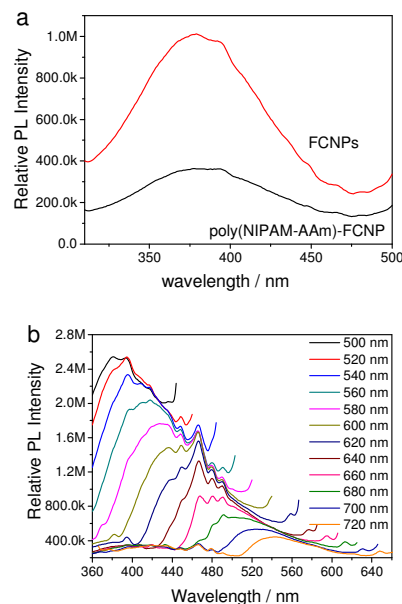 a
Relative PL Intensity
1.0M
800.0k
600.0k
400.0k
200.0k
0.0
FCNPs
poly(NIPAM-AAm)-FCNP
350 400 450 500
wavelength / nm
b
Relative PL Intensity
2.8M
2.4M
2.0M
1.6M
1.2M
800.0k
400.0k
500 nm
520 nm
540 nm
560 nm
580 nm
600 nm
620 nm
640 nm
660 nm
680 nm
700 nm
720 nm
360 400 440 480 520 560 600 640
wavelength / nm